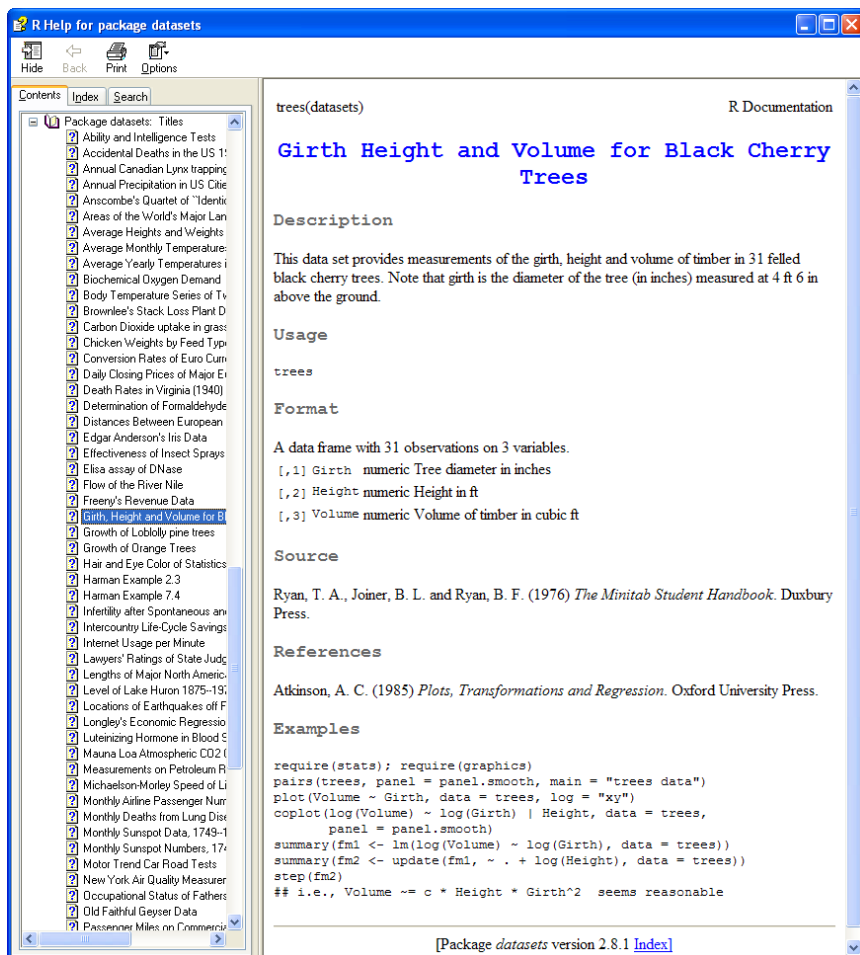 R Help for package datasets
Hide Back Print Options
Contents Index Search
Package datasets: Titles
Ability and Intelligence Tests
Accidental Deaths in the US 19
Annual Canadian Lynx trapping
Annual Precipitation in US Citie
Anscombe's Quartet of ``Identic
Areas of the World's Major Lan
Average Heights and Weights
Average Monthly Temperature
Average Yearly Temperatures i
Biochemical Oxygen Demand
Body Temperature Series of Tw
Brownlee's Stack Loss Plant D
Carbon Dioxide uptake in grass
Chicken Weights by Feed Type
Conversion Rates of Euro Curr
Daily Closing Prices of Major E
Death Rates in Virginia (1940)
Determination of Formaldehyde
Distances Between European
Edgar Anderson's Iris Data
Effectiveness of Insect Sprays
Elisa assay of DNase
Flow of the River Nile
Freeny's Revenue Data
Girth, Height and Volume for Bl
Growth of Loblolly pine trees
Growth of Orange Trees
Hair and Eye Color of Statistics
Harman Example 2.3
Harman Example 7.4
Infertility after Spontaneous an
Intercountry Life-Cycle Savings
Internet Usage per Minute
Lawyers' Ratings of State Judg
Lengths of Major North America
Level of Lake Huron 1875--197
Locations of Earthquakes off F
Longley's Economic Regressio
Luteinizing Hormone in Blood S
Mauna Loa Atmospheric CO2 C
Measurements on Petroleum R
Michaelson-Morley Speed of Li
Monthly Airline Passenger Num
Monthly Deaths from Lung Dise
Monthly Sunspot Data, 1749--1
Monthly Sunspot Numbers, 174
Motor Trend Car Road Tests
New York Air Quality Measurer
Occupational Status of Fathers
Old Faithful Geyser Data
Passenger Miles on Commercia
trees(datasets) R Documentation
Girth Height and Volume for Black Cherry
Trees
Description
This data set provides measurements of the girth, height and volume of timber in 31 felled
black cherry trees. Note that girth is the diameter of the tree (in inches) measured at 4 ft 6 in
above the ground.
Usage
trees
Format
A data frame with 31 observations on 3 variables.
[,1] Girth numeric Tree diameter in inches
[,2] Height numeric Height in ft
[,3] Volume numeric Volume of timber in cubic ft
Source
Ryan, T. A., Joiner, B. L. and Ryan, B. F. (1976) The Minitab Student Handbook. Duxbury
Press.
References
Atkinson, A. C. (1985) Plots, Transformations and Regression. Oxford University Press.
Examples
require(stats); require(graphics)
pairs(trees, panel = panel.smooth, main = "trees data")
plot(Volume ~ Girth, data = trees, log = "xy")
coplot(log(Volume) ~ log(Girth) | Height, data = trees,
panel = panel.smooth)
summary(fm1 <- lm(log(Volume) ~ log(Girth), data = trees))
summary(fm2 <- update(fm1, ~ . + log(Height), data = trees))
step(fm2)
## i.e., Volume ~= c * Height * Girth^2 seems reasonable
[Package datasets version 2.8.1 Index]